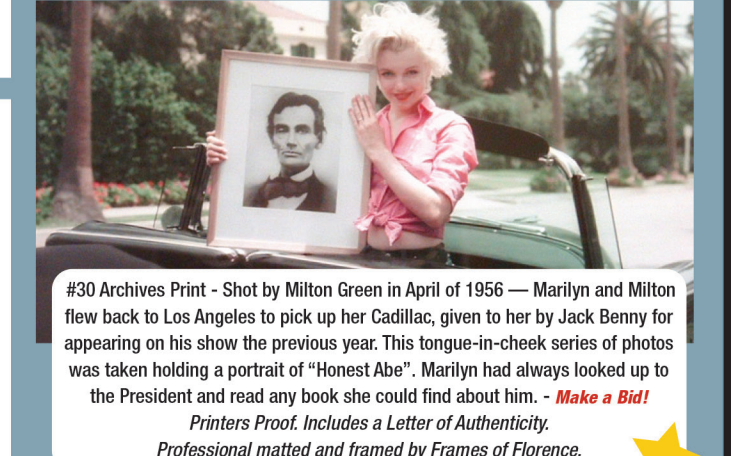 #30 Archives Print - Shot by Milton Green in April of 1956 — Marilyn and Milton
flew back to Los Angeles to pick up her Cadillac, given to her by Jack Benny for
appearing on his show the previous year. This tongue-in-cheek series of photos
was taken holding a portrait of “Honest Abe”. Marilyn had always looked up to
the President and read any book she could find about him. - Make a Bid!
Printers Proof. Includes a Letter of Authenticity.
Professional matted and framed by Frames of Florence.